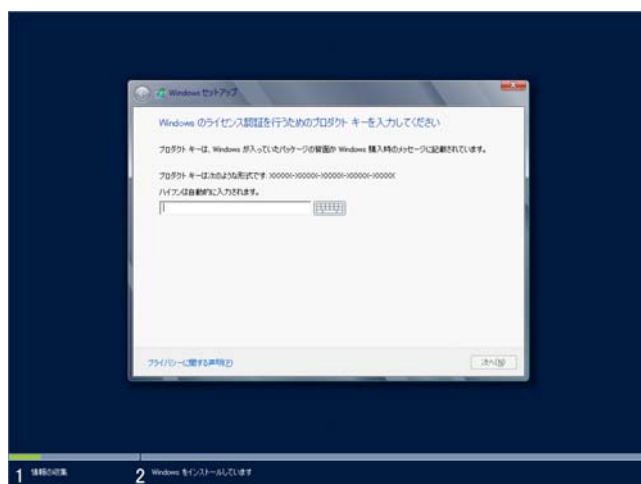 Windows セットアップ
Windows のライセンス認証を行うためのプロダクト キーを入力してください
プロダクト キーは、Windows が入っていたパッケージの背面か Windows 購入時のメッセージに記載されています。
プロダクト キーは次のような形式です: XXXXX-XXXXX-XXXXX-XXXXX-XXXXX
ハイフンは自動的に入力されます。
プライバシーに関する声明(P)
次へ(N)
1 情報の収集
2 Windows をインストールしています